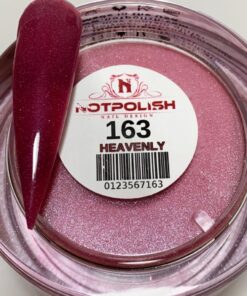 N
NOTPOLISH
NAIL DESIGN
163
HEAVENLY
0123567163